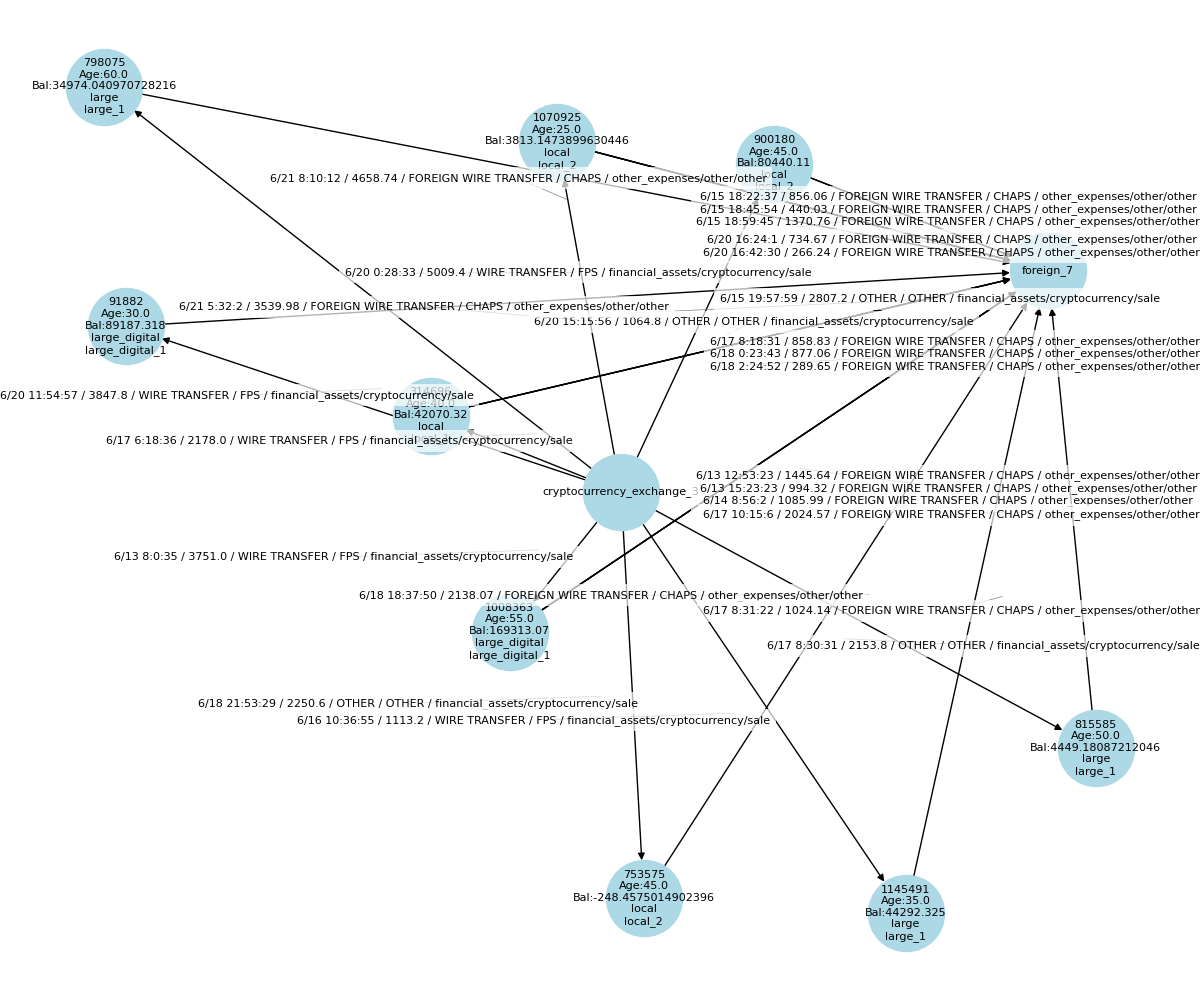 798075
Age:60.0
Bal:34974.040970728216
large
large_1
1070925
Age:25.0
Bal:3813.1473899630446
local
local_2
900180
Age:45.0
Bal:80440.11
local
local_2
6/21 8:10:12 / 4658.74 / FOREIGN WIRE TRANSFER / CHAPS / other_expenses/other/other
6/15 18:22:37 / 856.06 / FOREIGN WIRE TRANSFER / CHAPS / other_expenses/other/other
6/15 18:45:54 / 440.03 / FOREIGN WIRE TRANSFER / CHAPS / other_expenses/other/other
6/15 18:59:45 / 1370.76 / FOREIGN WIRE TRANSFER / CHAPS / other_expenses/other/other
6/20 16:24:1 / 734.67 / FOREIGN WIRE TRANSFER / CHAPS / other_expenses/other/other
6/20 16:42:30 / 266.24 / FOREIGN WIRE TRANSFER / CHAPS / other_expenses/other/other
foreign_7
6/20 0:28:33 / 5009.4 / WIRE TRANSFER / FPS / financial_assets/cryptocurrency/sale
6/15 19:57:59 / 2807.2 / OTHER / OTHER / financial_assets/cryptocurrency/sale
91882
Age:30.0
Bal:89187.318
large_digital
large_digital_1
6/21 5:32:2 / 3539.98 / FOREIGN WIRE TRANSFER / CHAPS / other_expenses/other/other
6/20 15:15:56 / 1064.8 / OTHER / OTHER / financial_assets/cryptocurrency/sale
6/17 8:18:31 / 858.83 / FOREIGN WIRE TRANSFER / CHAPS / other_expenses/other/other
6/18 0:23:43 / 877.06 / FOREIGN WIRE TRANSFER / CHAPS / other_expenses/other/other
6/18 2:24:52 / 289.65 / FOREIGN WIRE TRANSFER / CHAPS / other_expenses/other/other
6/20 11:54:57 / 3847.8 / WIRE TRANSFER / FPS / financial_assets/cryptocurrency/sale
314696
Age:40.0
Bal:42070.32
local
6/17 6:18:36 / 2178.0 / WIRE TRANSFER / FPS / financial_assets/cryptocurrency/sale
6/13 12:53:23 / 1445.64 / FOREIGN WIRE TRANSFER / CHAPS / other_expenses/other/other
6/13 15:23:23 / 994.32 / FOREIGN WIRE TRANSFER / CHAPS / other_expenses/other/other
6/14 8:56:2 / 1085.99 / FOREIGN WIRE TRANSFER / CHAPS / other_expenses/other/other
6/17 10:15:6 / 2024.57 / FOREIGN WIRE TRANSFER / CHAPS / other_expenses/other/other
6/13 8:0:35 / 3751.0 / WIRE TRANSFER / FPS / financial_assets/cryptocurrency/sale
6/18 18:37:50 / 2138.07 / FOREIGN WIRE TRANSFER / CHAPS / other_expenses/other/other
1008363
Age:55.0
Bal:169313.07
large_digital
large_digital_1
6/17 8:31:22 / 1024.14 / FOREIGN WIRE TRANSFER / CHAPS / other_expenses/other/other
6/17 8:30:31 / 2153.8 / OTHER / OTHER / financial_assets/cryptocurrency/sale
6/18 21:53:29 / 2250.6 / OTHER / OTHER / financial_assets/cryptocurrency/sale
6/16 10:36:55 / 1113.2 / WIRE TRANSFER / FPS / financial_assets/cryptocurrency/sale
815585
Age:50.0
Bal:4449.18087212046
large
large_1
753575
Age:45.0
Bal:-248.4575014902396
local
local_2
1145491
Age:35.0
Bal:44292.325
large
large_1